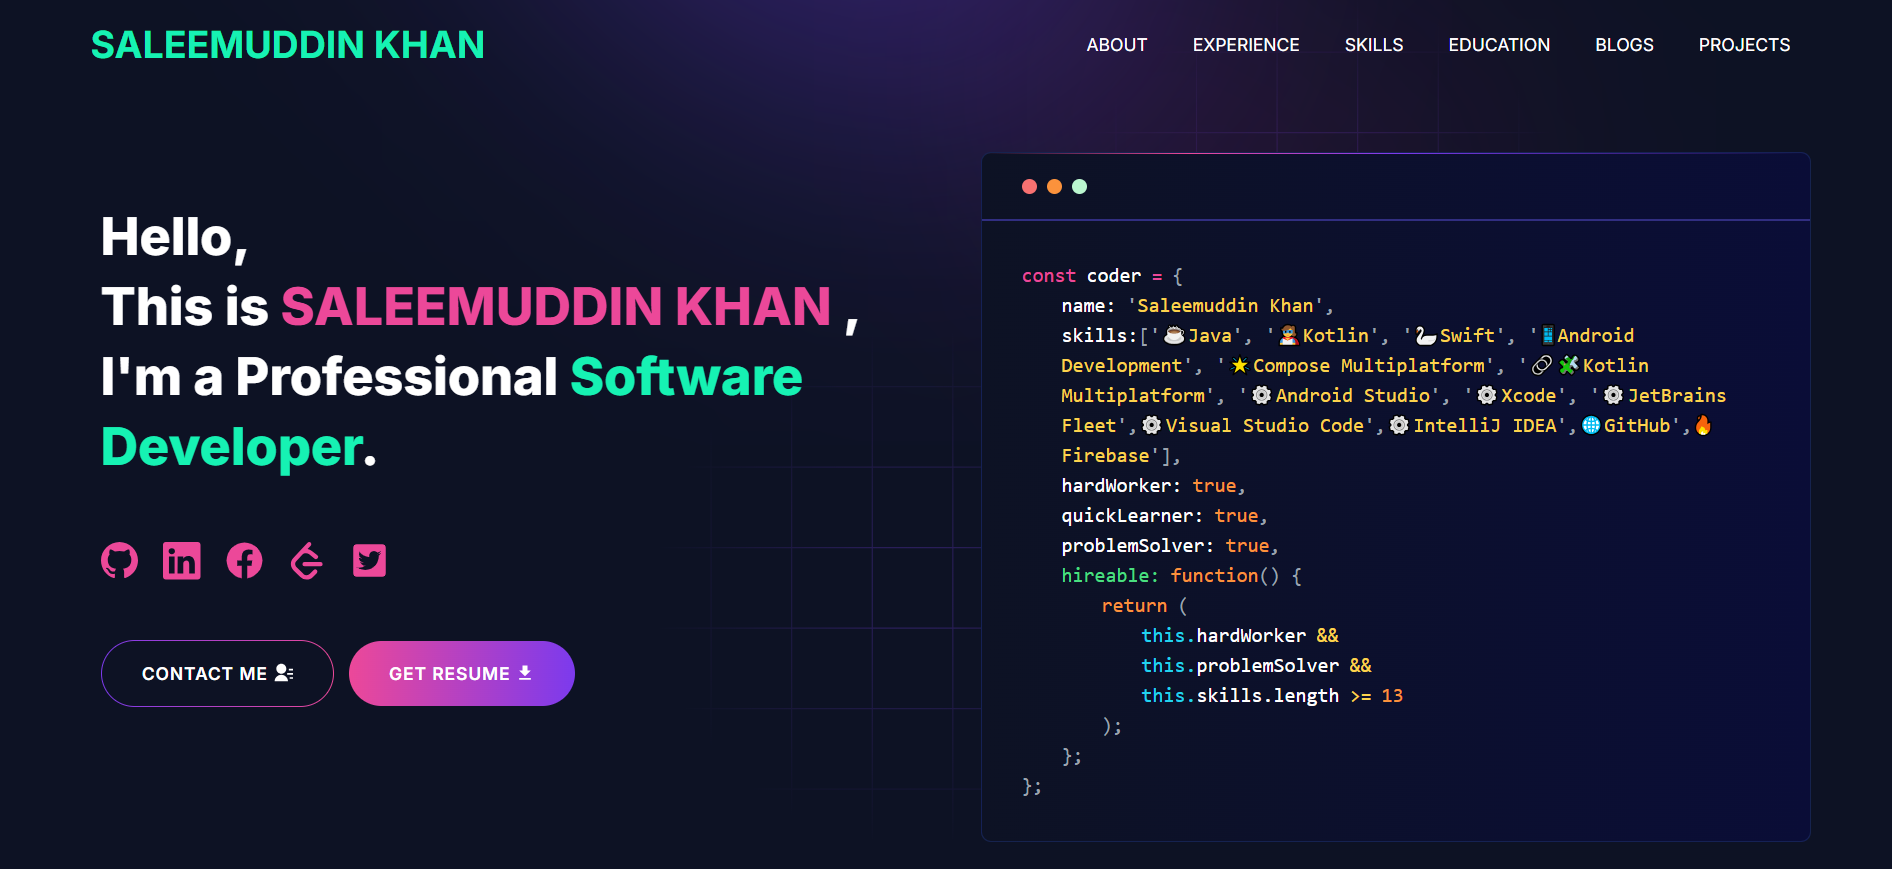 SALEEMUDDIN KHAN
ABOUT EXPERIENCE SKILLS EDUCATION BLOGS PROJECTS
Hello,
This is SALEEMUDDIN KHAN ,
I'm a Professional Software
Developer.
CONTACT ME
GET RESUME
const coder = {
name: 'Saleemuddin Khan',
skills:['☕Java', '👩‍🚀Kotlin', '🦢Swift', '📱Android
Development', '🌟Compose Multiplatform', '🔗🧩Kotlin
Multiplatform', '⚙️Android Studio', '⚙️Xcode', '⚙️JetBrains
Fleet',⚙️Visual Studio Code',⚙️IntelliJ IDEA',🌐GitHub',🔥
Firebase'],
hardWorker: true,
quickLearner: true,
problemSolver: true,
hireable: function() {
return (
this.hardWorker &&
this.problemSolver &&
this.skills.length >= 13
);
};
};